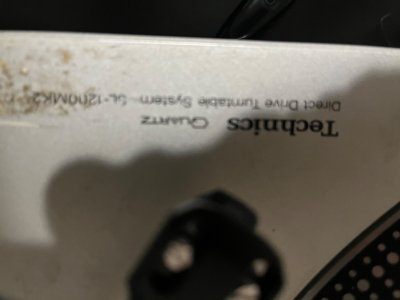 Technics QUARTZ
Direct Drive Turntable System SL-1200MK2